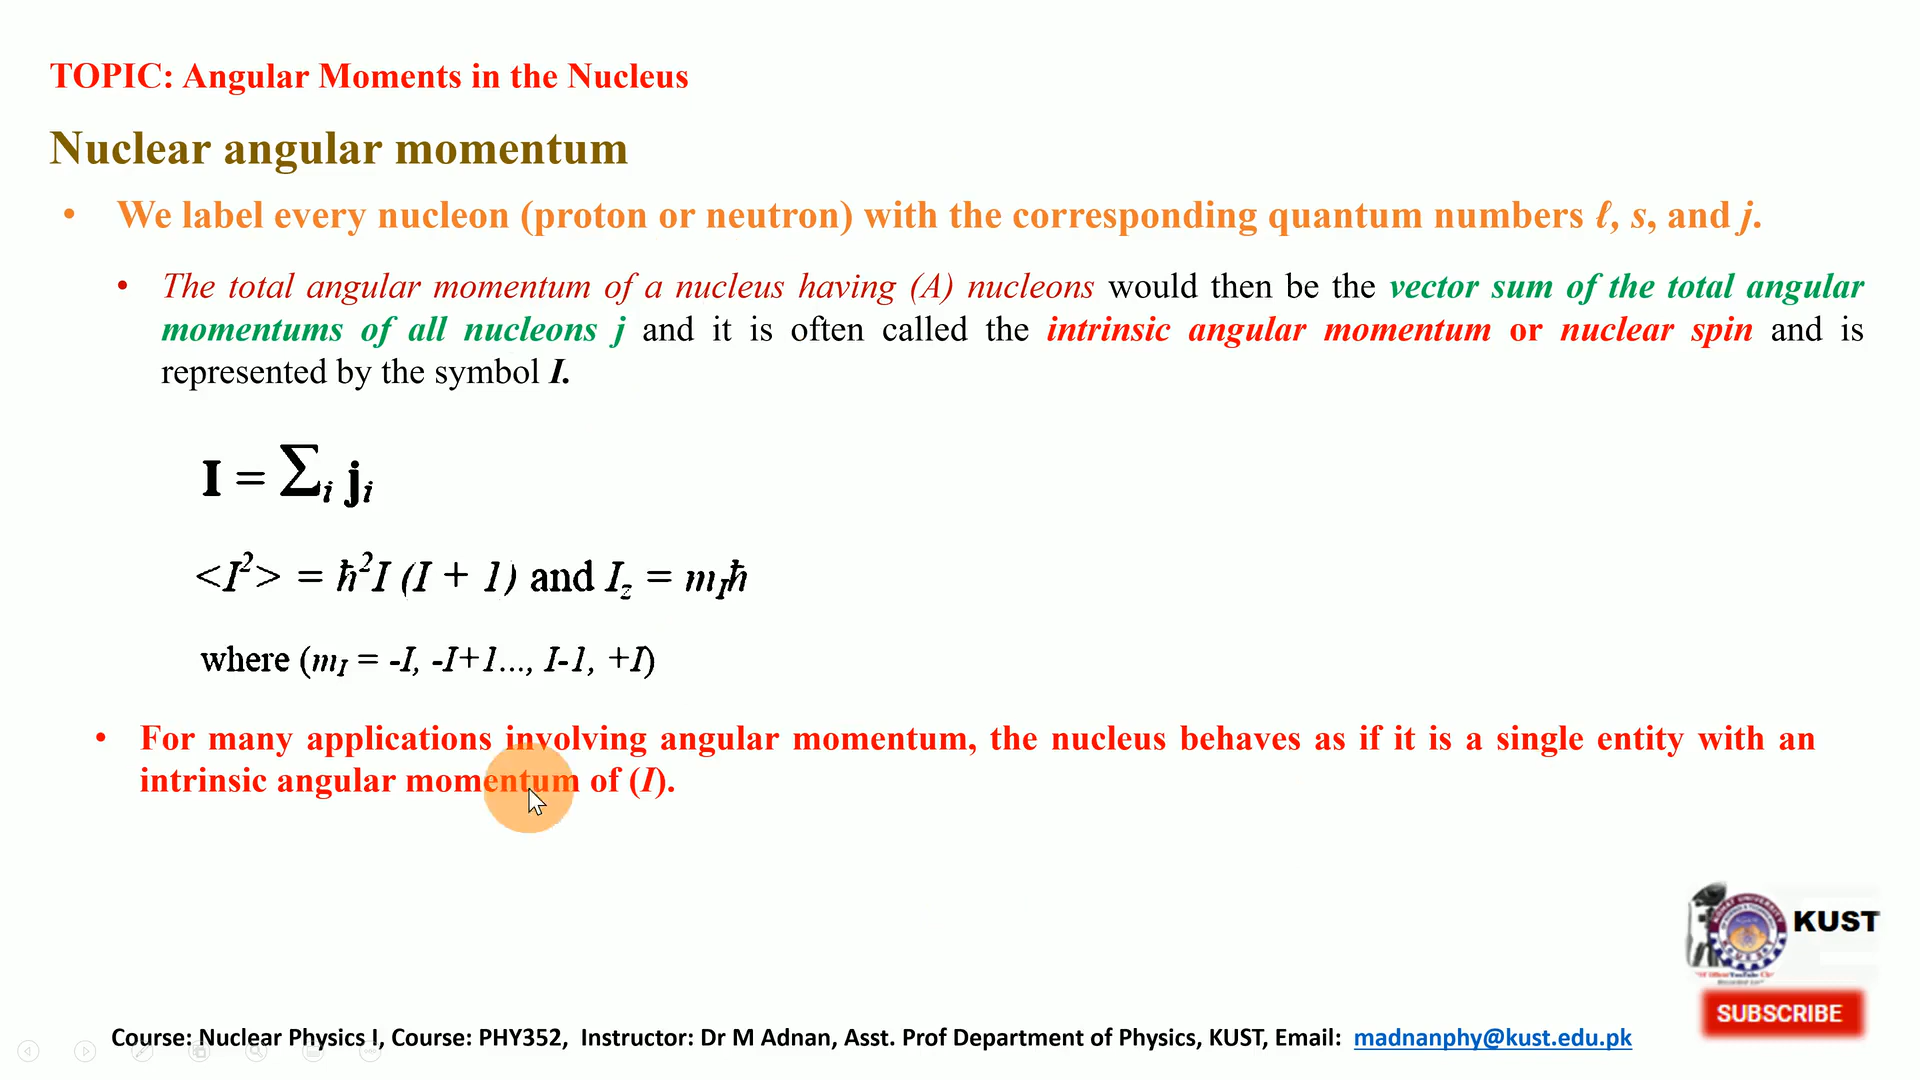 TOPIC: Angular Moments in the Nucleus
Nuclear angular momentum
• We label every nucleon (proton or neutron) with the corresponding quantum numbers ℓ, s, and j.
• The total angular momentum of a nucleus having (A) nucleons would then be the vector sum of the total angular
momentums of all nucleons j and it is often called the intrinsic angular momentum or nuclear spin and is
represented by the symbol I.
I = ∑i ji
<I²> = ħ²I (I + 1) and Iz = mIħ
where (mI = -I, -I+1..., I-1, +I)
• For many applications involving angular momentum, the nucleus behaves as if it is a single entity with an
intrinsic angular momentum of (I).
KUST
SUBSCRIBE
Course: Nuclear Physics I, Course: PHY352, Instructor: Dr M Adnan, Asst. Prof Department of Physics, KUST, Email: madnanphy@kust.edu.pk